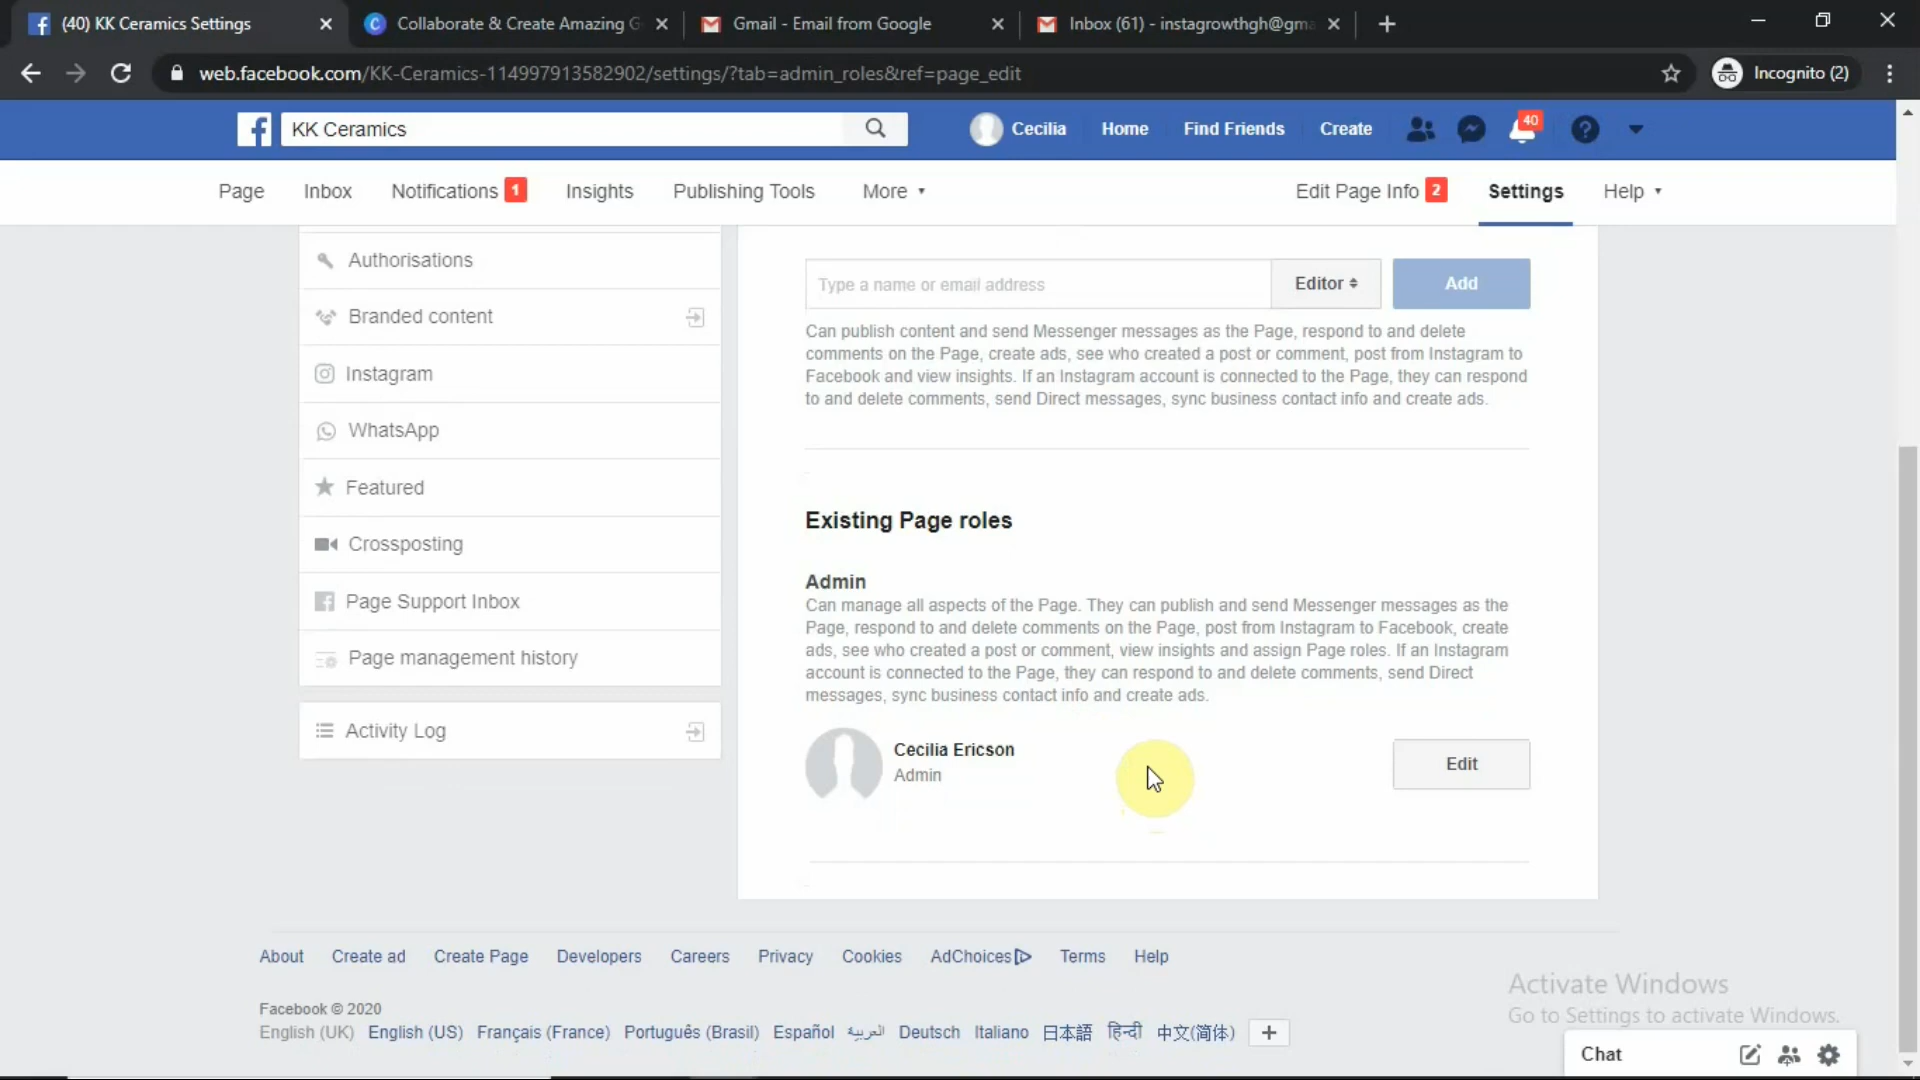 (40) KK Ceramics Settings
Collaborate & Create Amazing G
Gmail - Email from Google
Inbox (61) - instagrowthgh@gma
web.facebook.com/KK-Ceramics-114997913582902/settings/?tab=admin_roles&ref=page_edit
Incognito (2)
KK Ceramics
Cecilia
Home
Find Friends
Create
40
Page
Inbox
Notifications 1
Insights
Publishing Tools
More
Edit Page Info 2
Settings
Help
Authorisations
Branded content
Instagram
WhatsApp
Featured
Crossposting
Page Support Inbox
Page management history
Activity Log
Type a name or email address
Editor
Add
Can publish content and send Messenger messages as the Page, respond to and delete
comments on the Page, create ads, see who created a post or comment, post from Instagram to
Facebook and view insights. If an Instagram account is connected to the Page, they can respond
to and delete comments, send Direct messages, sync business contact info and create ads.
Existing Page roles
Admin
Can manage all aspects of the Page. They can publish and send Messenger messages as the
Page, respond to and delete comments on the Page, post from Instagram to Facebook, create
ads, see who created a post or comment, view insights and assign Page roles. If an Instagram
account is connected to the Page, they can respond to and delete comments, send Direct
messages, sync business contact info and create ads.
Cecilia Ericson
Admin
Edit
About Create ad Create Page Developers Careers Privacy Cookies AdChoices Terms Help
Facebook © 2020
English (UK) English (US) Français (France) Português (Brasil) Español العربية Deutsch Italiano 日本語 हिन्दी 中文(简体)
Activate Windows
Go to Settings to activate Windows.
Chat